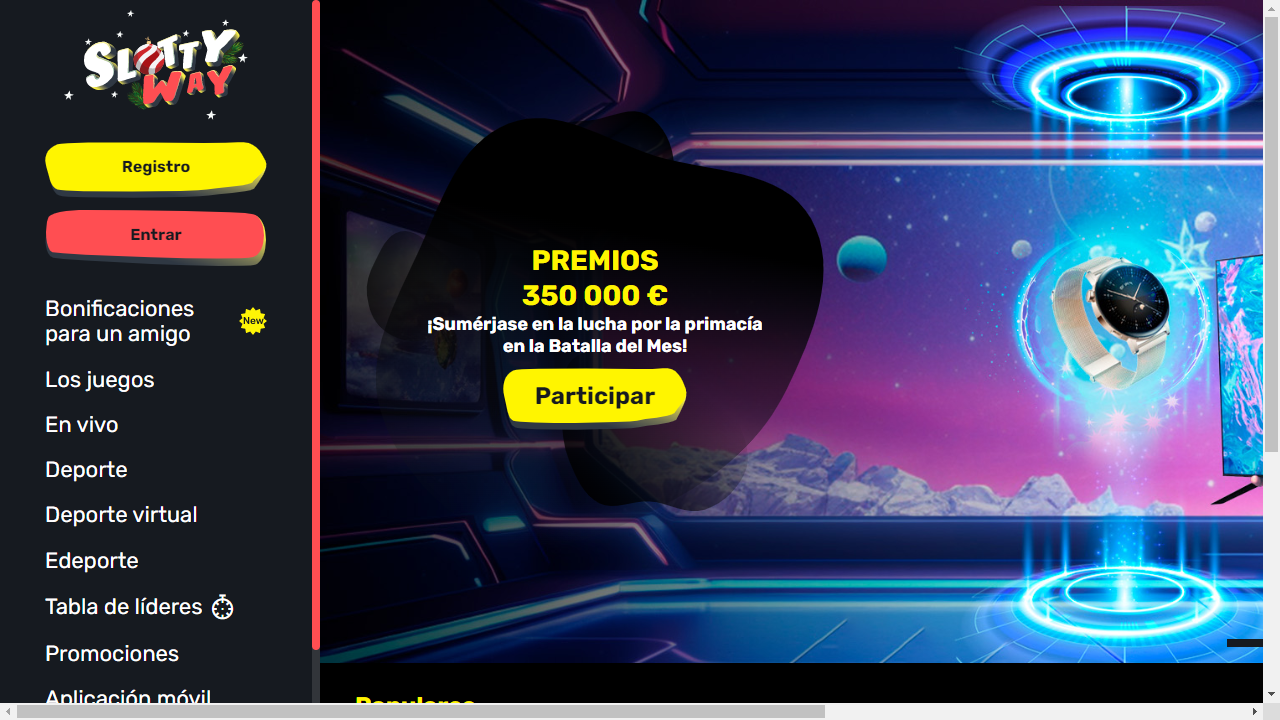 SLOTTY
WAY
Registro
Entrar
Bonificaciones
para un amigo
New
Los juegos
En vivo
Deporte
Deporte virtual
Edeporte
Tabla de líderes
Promociones
Aplicación móvil
PREMIOS
350 000 €
¡Sumérjase en la lucha por la primacía
en la Batalla del Mes!
Participar
Populares